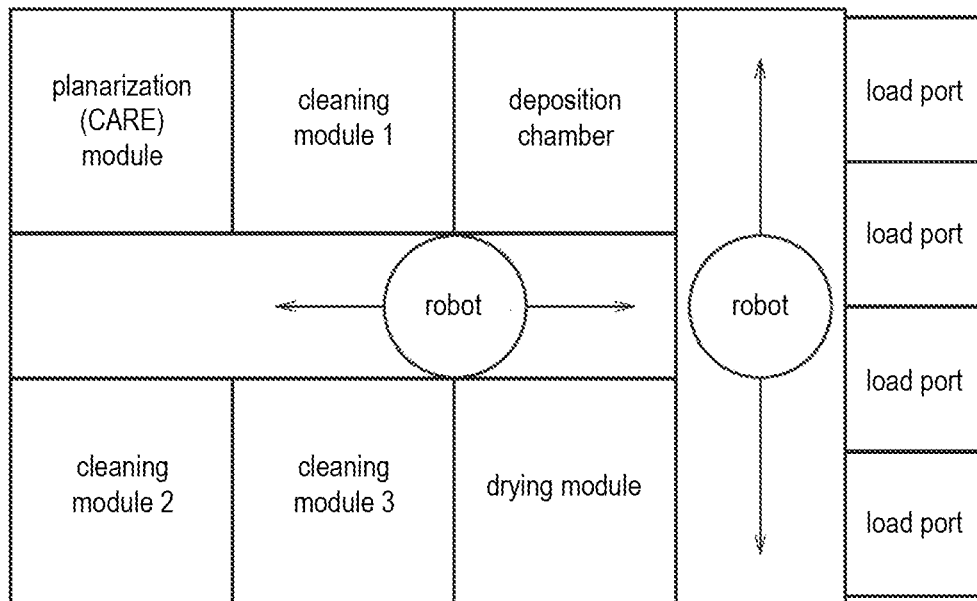 planarization
(CARE)
module
cleaning
module 1
deposition
chamber
load port
load port
robot
robot
load port
cleaning
module 2
cleaning
module 3
drying module
load port